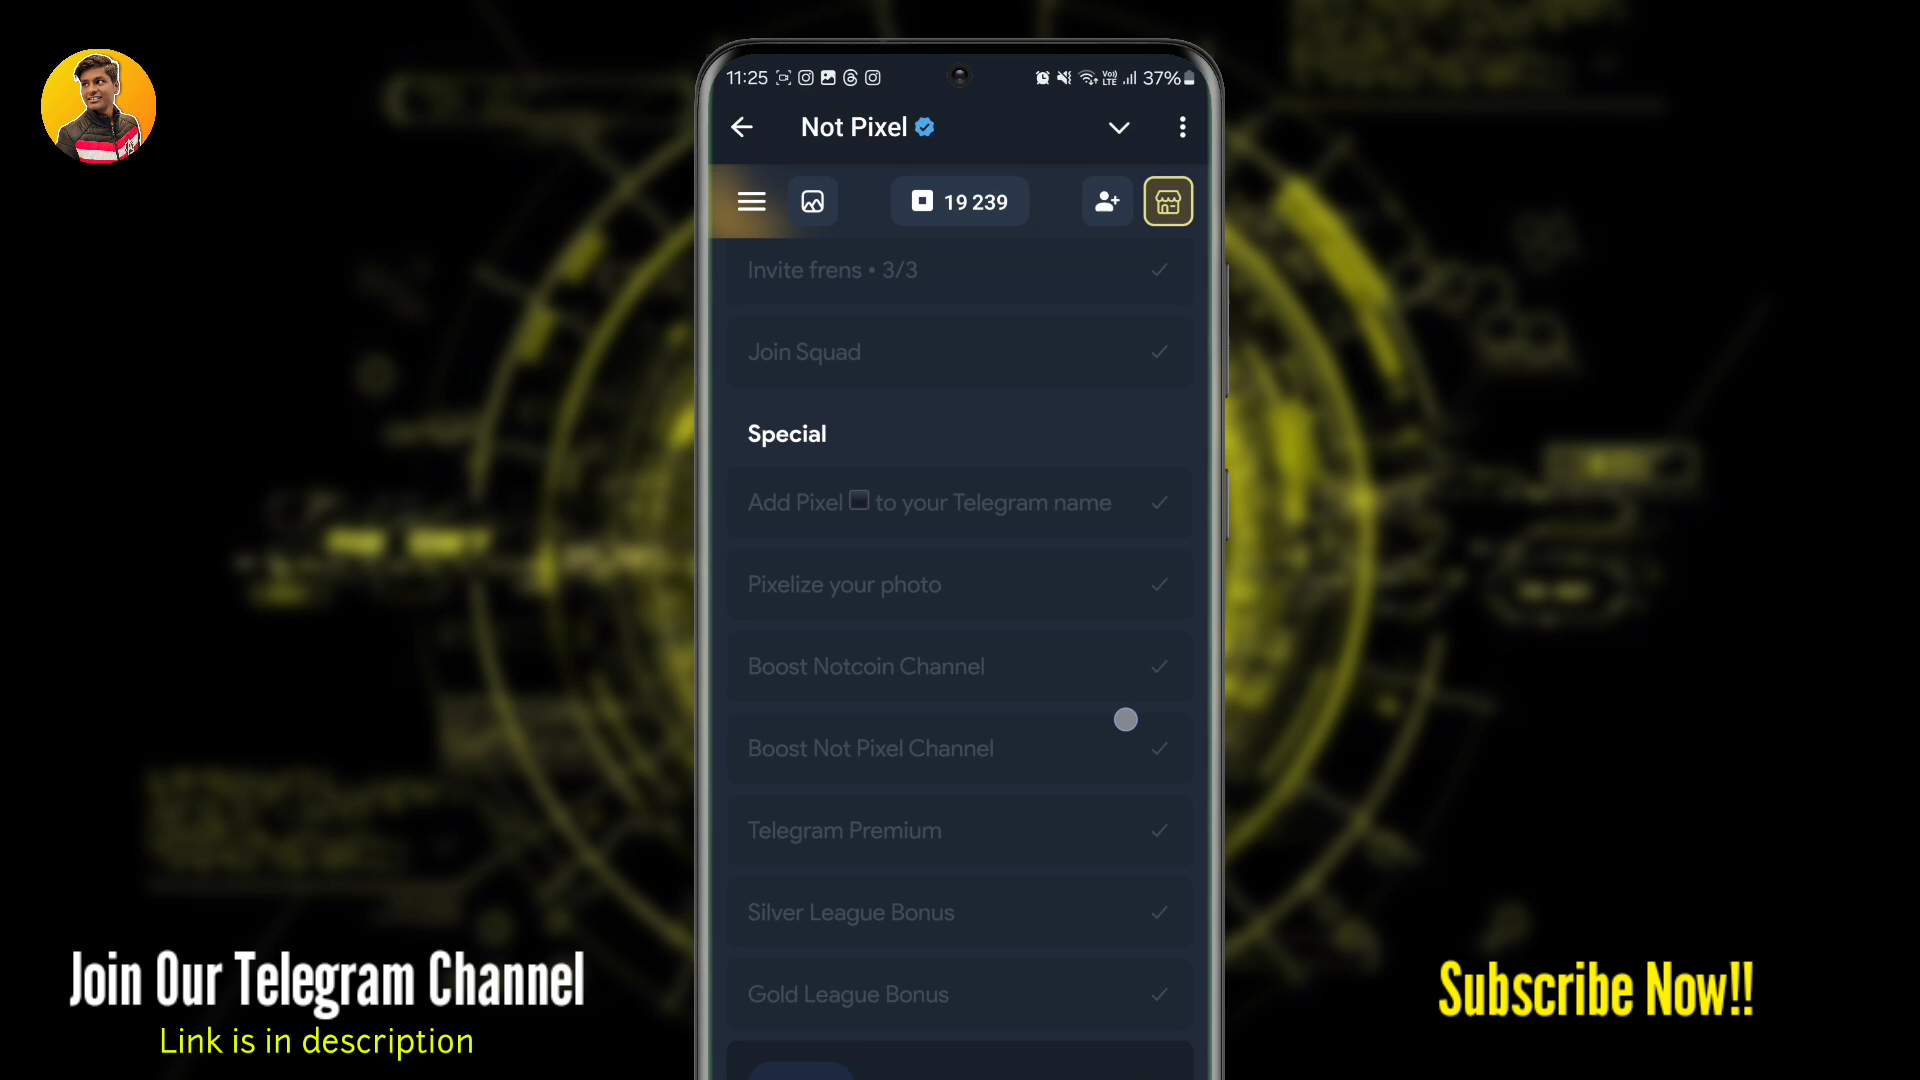 11:25
Vo))
LTE
37%
Not Pixel
19 239
Invite frens • 3/3
Join Squad
Special
Add Pixel to your Telegram name
Pixelize your photo
Boost Notcoin Channel
Boost Not Pixel Channel
Telegram Premium
Silver League Bonus
Gold League Bonus
Join Our Telegram Channel
Link is in description
Subscribe Now!!